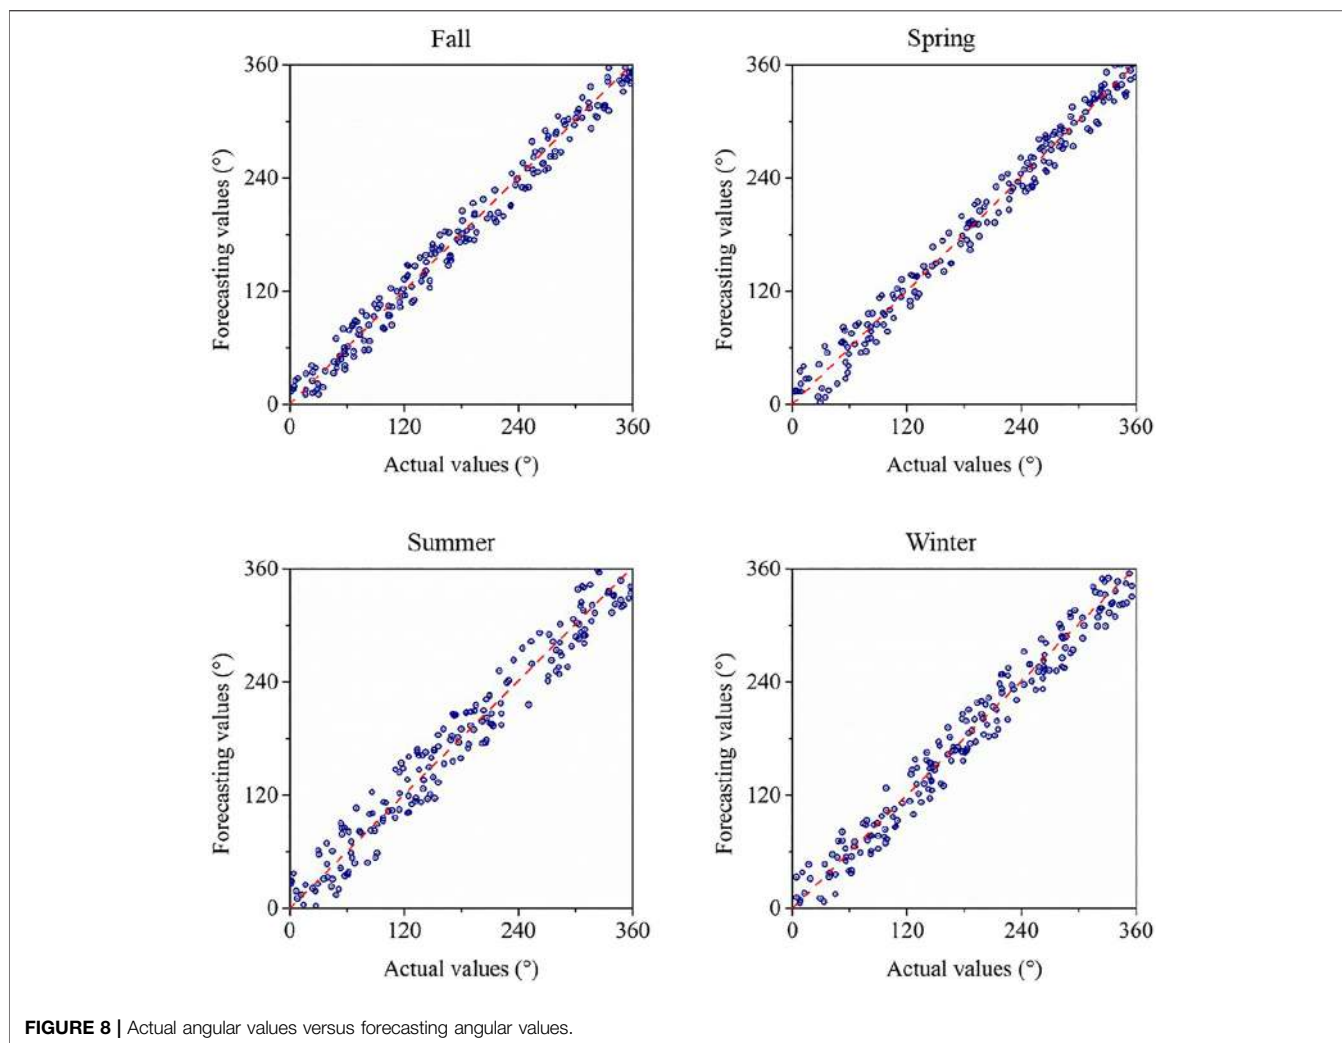 Fall
360
240
120
0
Forecasting values (°)
0 120 240 360
Actual values (°)
Spring
360
240
120
0
Forecasting values (°)
0 120 240 360
Actual values (°)
Summer
360
240
120
0
Forecasting values (°)
0 120 240 360
Actual values (°)
Winter
360
240
120
0
Forecasting values (°)
0 120 240 360
Actual values (°)
FIGURE 8 | Actual angular values versus forecasting angular values.